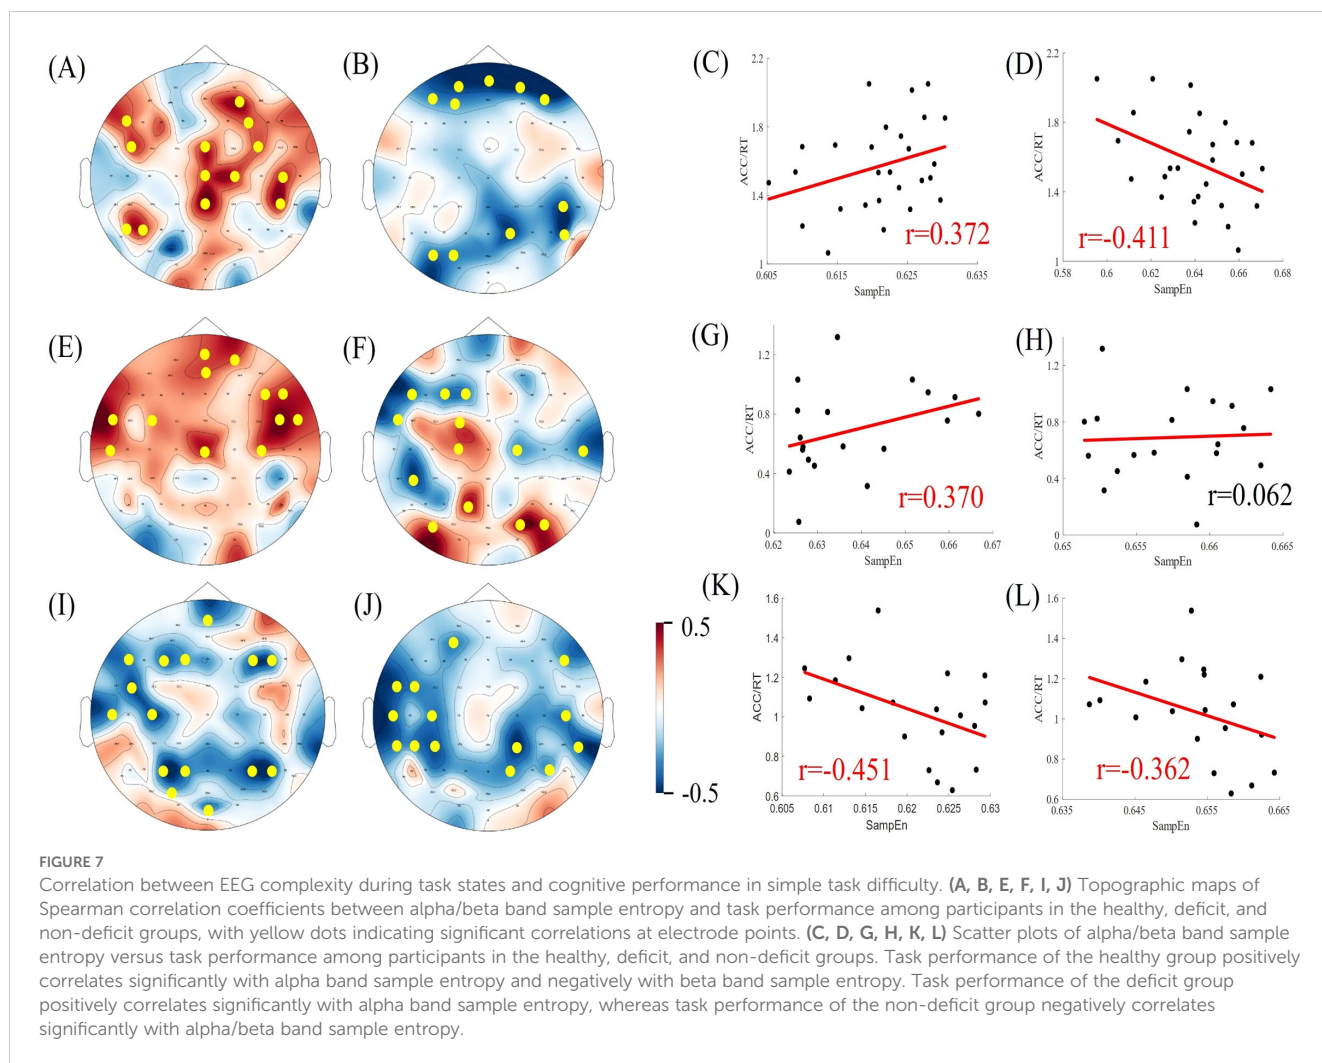 (A)
(B)
(C)
2.2
1.8
1.4
1
ACC/RT
0.605
0.615
0.625
0.635
SampEn
r=0.372
(D)
2.2
1.8
1.4
1
ACC/RT
0.58
0.6
0.62
0.64
0.66
0.68
SampEn
r=-0.411
(E)
(F)
(G)
1.2
0.8
0.4
0
ACC/RT
0.62
0.63
0.64
0.65
0.66
0.67
SampEn
r=0.370
(H)
1.2
0.8
0.4
0
ACC/RT
0.65
0.655
0.66
0.665
SampEn
r=0.062
(I)
(J)
0.5
-0.5
(K)
1.6
1.4
1.2
1
0.8
0.6
ACC/RT
0.605
0.61
0.615
0.62
0.625
0.63
SampEn
r=-0.451
(L)
1.6
1.4
1.2
1
0.8
0.6
ACC/RT
0.635
0.645
0.655
0.665
SampEn
r=-0.362
FIGURE 7
Correlation between EEG complexity during task states and cognitive performance in simple task difficulty. (A, B, E, F, I, J) Topographic maps of
Spearman correlation coefficients between alpha/beta band sample entropy and task performance among participants in the healthy, deficit, and
non-deficit groups, with yellow dots indicating significant correlations at electrode points. (C, D, G, H, K, L) Scatter plots of alpha/beta band sample
entropy versus task performance among participants in the healthy, deficit, and non-deficit groups. Task performance of the healthy group positively
correlates significantly with alpha band sample entropy and negatively with beta band sample entropy. Task performance of the deficit group
positively correlates significantly with alpha band sample entropy, whereas task performance of the non-deficit group negatively correlates
significantly with alpha/beta band sample entropy.